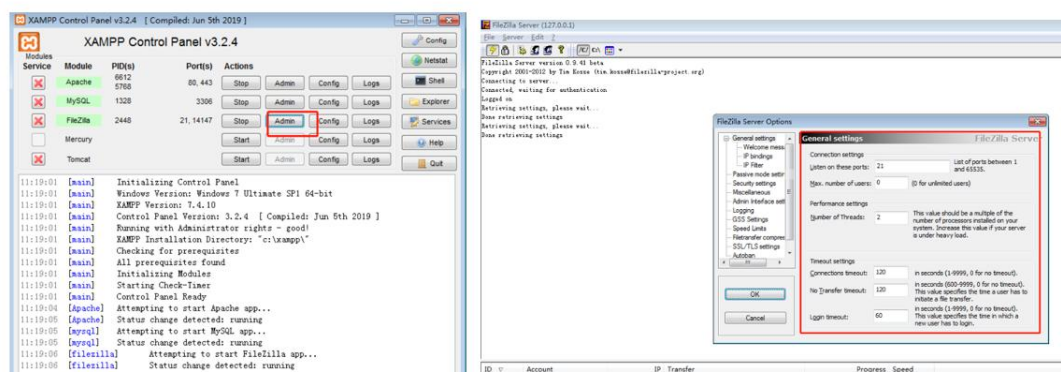 XAMPP Control Panel v3.2.4 [ Compiled: Jun 5th 2019 ]
XAMPP Control Panel v3.2.4
Config
Modules
Service Module PID(s) Port(s) Actions
Netstat
Apache 6612 5768 80, 443 Stop Admin Config Logs
Shell
MySQL 1328 3306 Stop Admin Config Logs
Explorer
FileZilla 2448 21, 14147 Stop Admin Config Logs
Services
Mercury Start Admin Config Logs
Help
Tomcat Start Admin Config Logs
Quit
11:19:01 [main] Initializing Control Panel
11:19:01 [main] Windows Version: Windows 7 Ultimate SP1 64-bit
11:19:01 [main] XAMPP Version: 7.4.10
11:19:01 [main] Control Panel Version: 3.2.4 [ Compiled: Jun 5th 2019 ]
11:19:01 [main] Running with Administrator rights - good!
11:19:01 [main] XAMPP Installation Directory: "c:\xampp\"
11:19:01 [main] Checking for prerequisites
11:19:01 [main] All prerequisites found
11:19:01 [main] Initializing Modules
11:19:01 [main] Starting Check-Timer
11:19:01 [main] Control Panel Ready
11:19:04 [Apache] Attempting to start Apache app...
11:19:05 [Apache] Status change detected: running
11:19:05 [mysql] Attempting to start MySQL app...
11:19:05 [mysql] Status change detected: running
11:19:06 [filezilla] Attempting to start FileZilla app...
11:19:06 [filezilla] Status change detected: running
FileZilla Server (127.0.0.1)
File Server Edit ?
FileZilla Server version 0.9.41 beta
Copyright 2001-2012 by Tim Kosse (tim.kosse@filezilla-project.org)
Connecting to server...
Connected, waiting for authentication
Logged on
Retrieving settings, please wait...
Done retrieving settings
Retrieving settings, please wait...
Done retrieving settings
FileZilla Server Options
General settings
Welcome mess
IP bindings
IP Filter
Passive mode settin
Security settings
Miscellaneous
Admin Interface sett
Logging
GSS Settings
Speed Limits
Filetransfer compres
SSL/TLS settings
Autoban
OK
Cancel
General settings FileZilla Serve
Connection settings
Listen on these ports: 21 List of ports between 1
and 65535.
Max. number of users: 0 (0 for unlimited users)
Performance settings
Number of Threads: 2 This value should be a multiple of the
number of processors installed on your
system. Increase this value if your server
is under heavy load.
Timeout settings
Connections timeout: 120 in seconds (1-9999, 0 for no timeout).
No Transfer timeout: 120 in seconds (600-9999, 0 for no timeout).
This value specifies the time a user has to
initiate a file transfer.
Login timeout: 60 in seconds (1-9999, 0 for no timeout).
This value specifies the time in which a
new user has to login.
ID Account IP Transfer Progress Speed